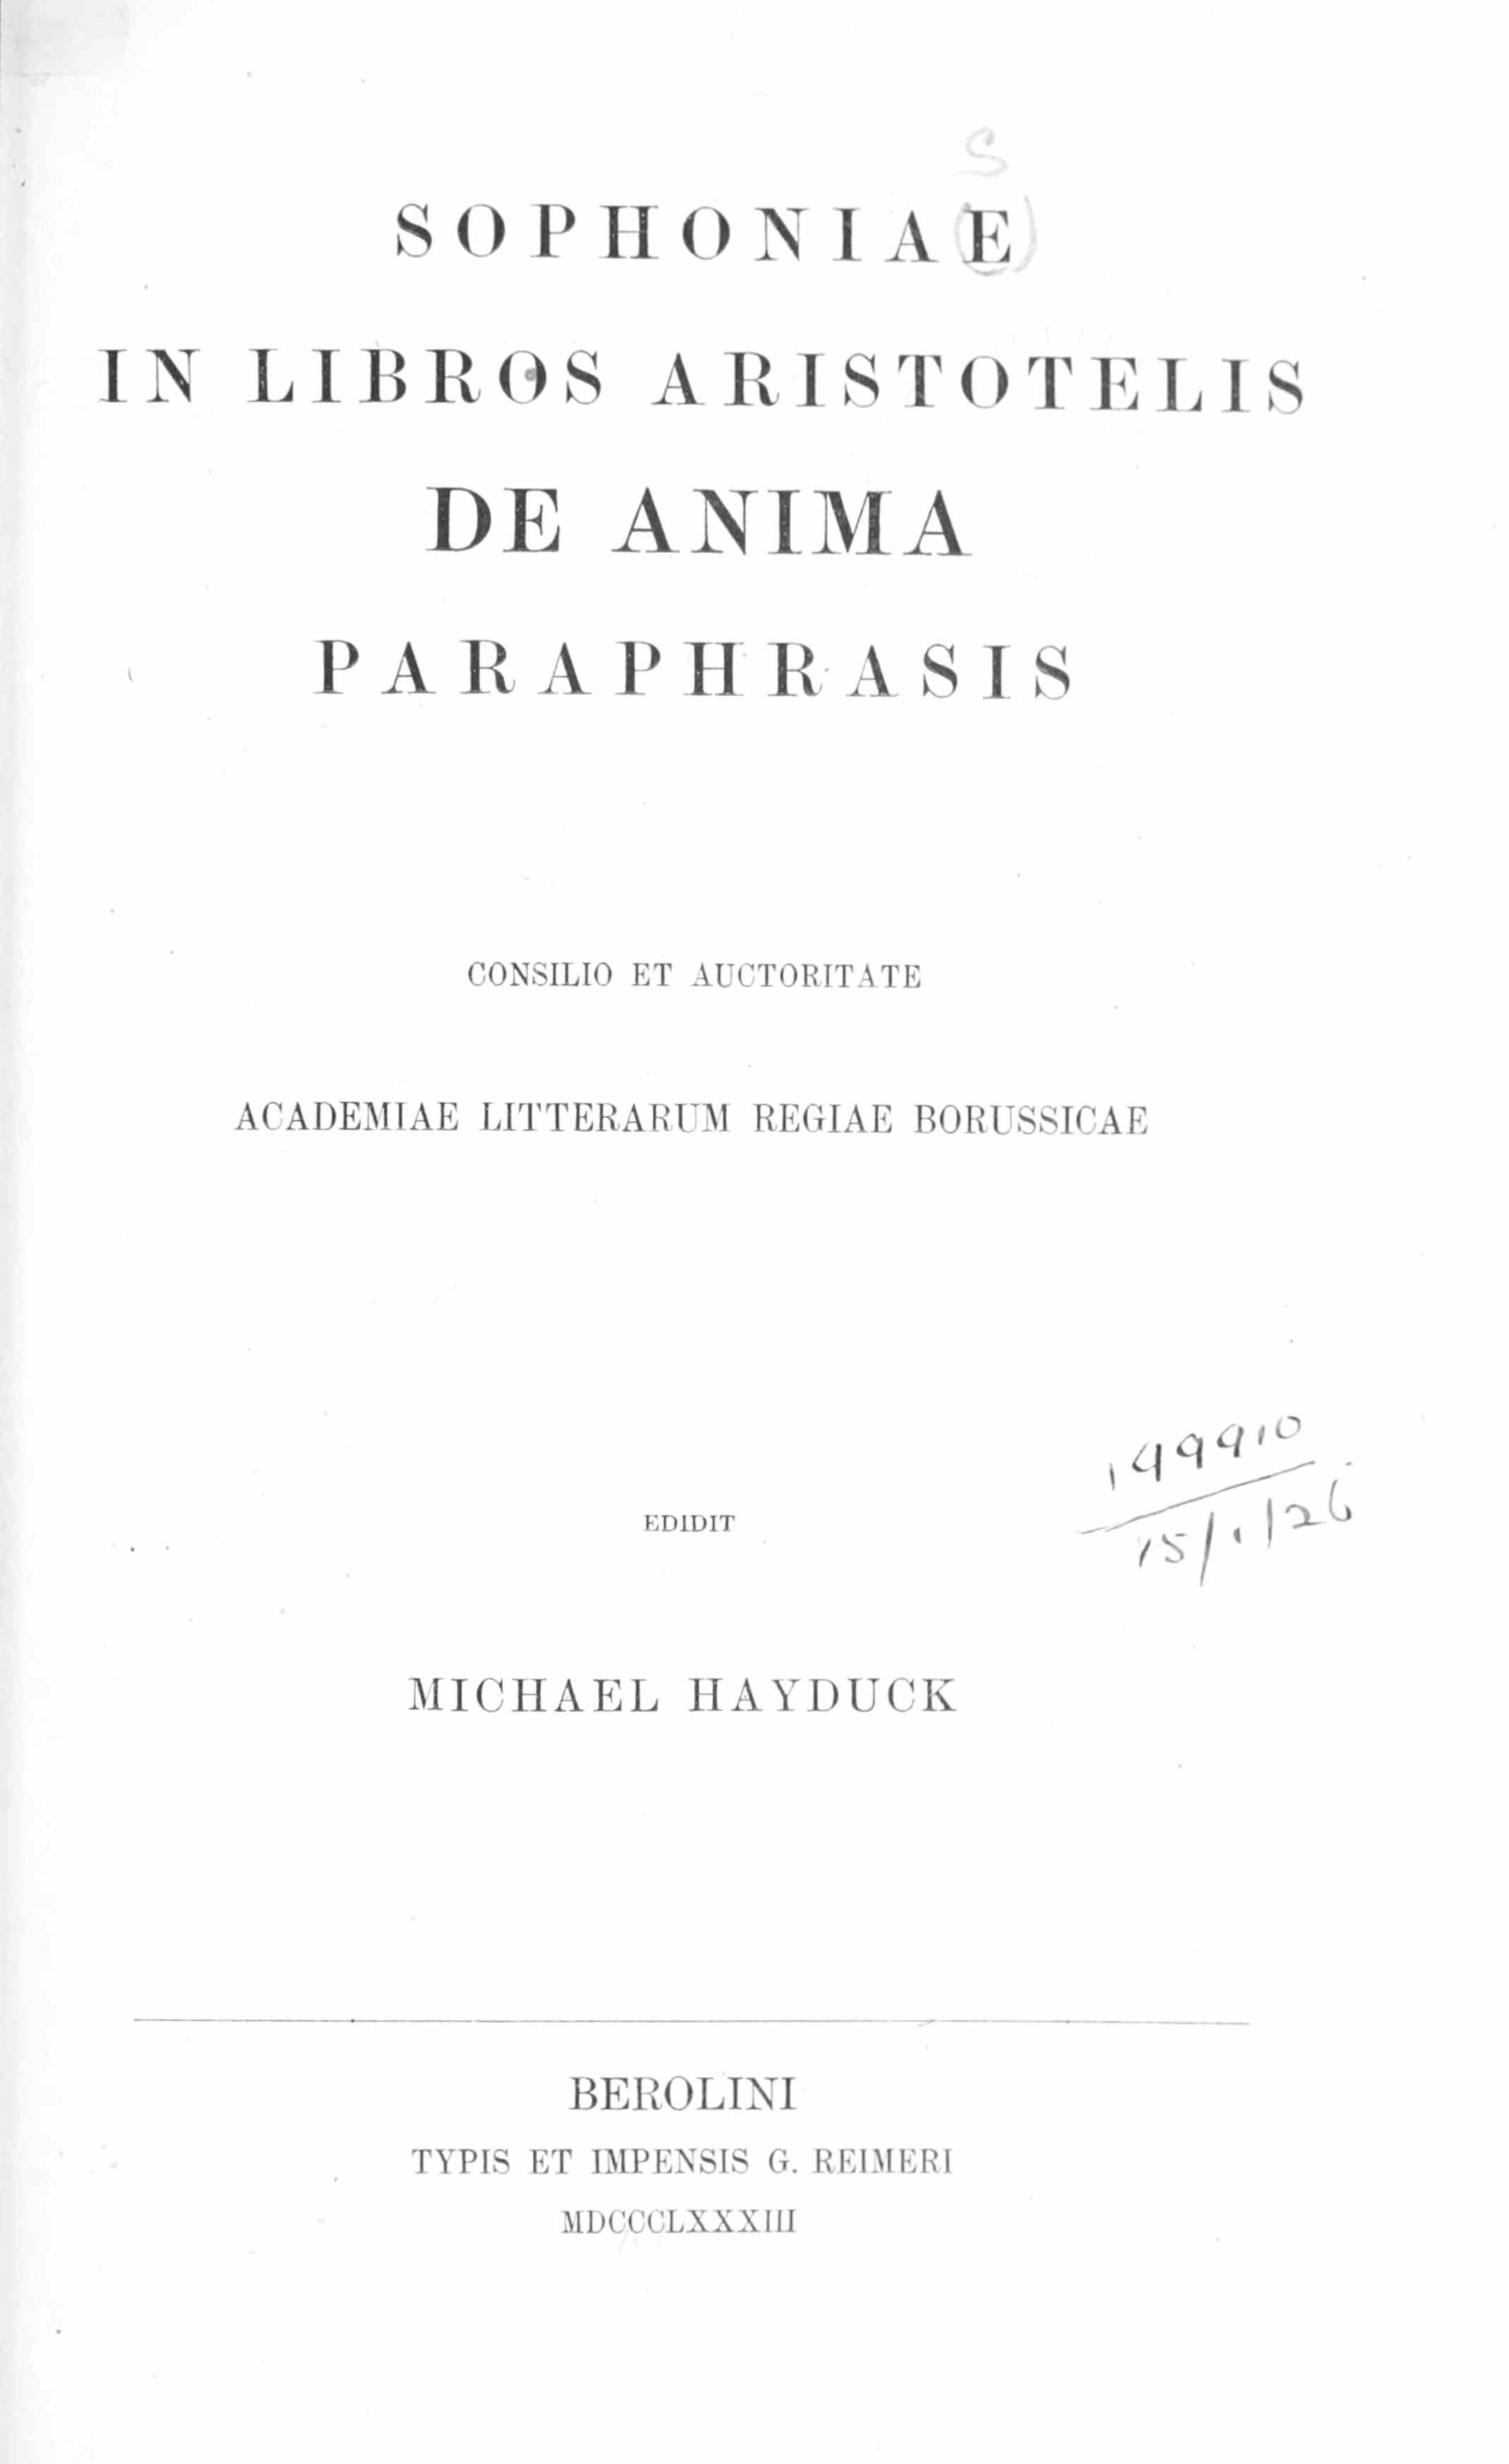 S
SOPHONIAE
IN LIBROS ARISTOTELIS
DE ANIMA
PARAPHRASIS
CONSILIO ET AUCTORITATE
ACADEMIAE LITTERARUM REGIAE BORUSSICAE
149910
15/1/26
EDIDIT
MICHAEL HAYDUCK
BEROLINI
TYPIS ET IMPENSIS G. REIMERI
MDCCCLXXXIII